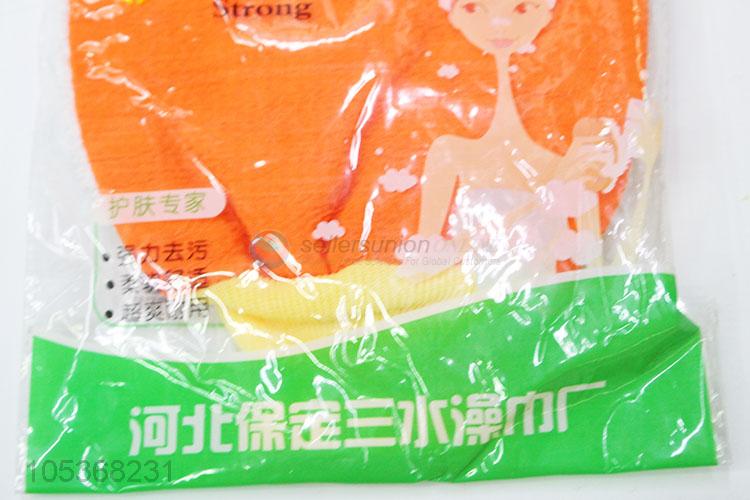 Strong
护肤专家
• 强力去污
sellersunion
河北保定三水澡巾厂
105368231